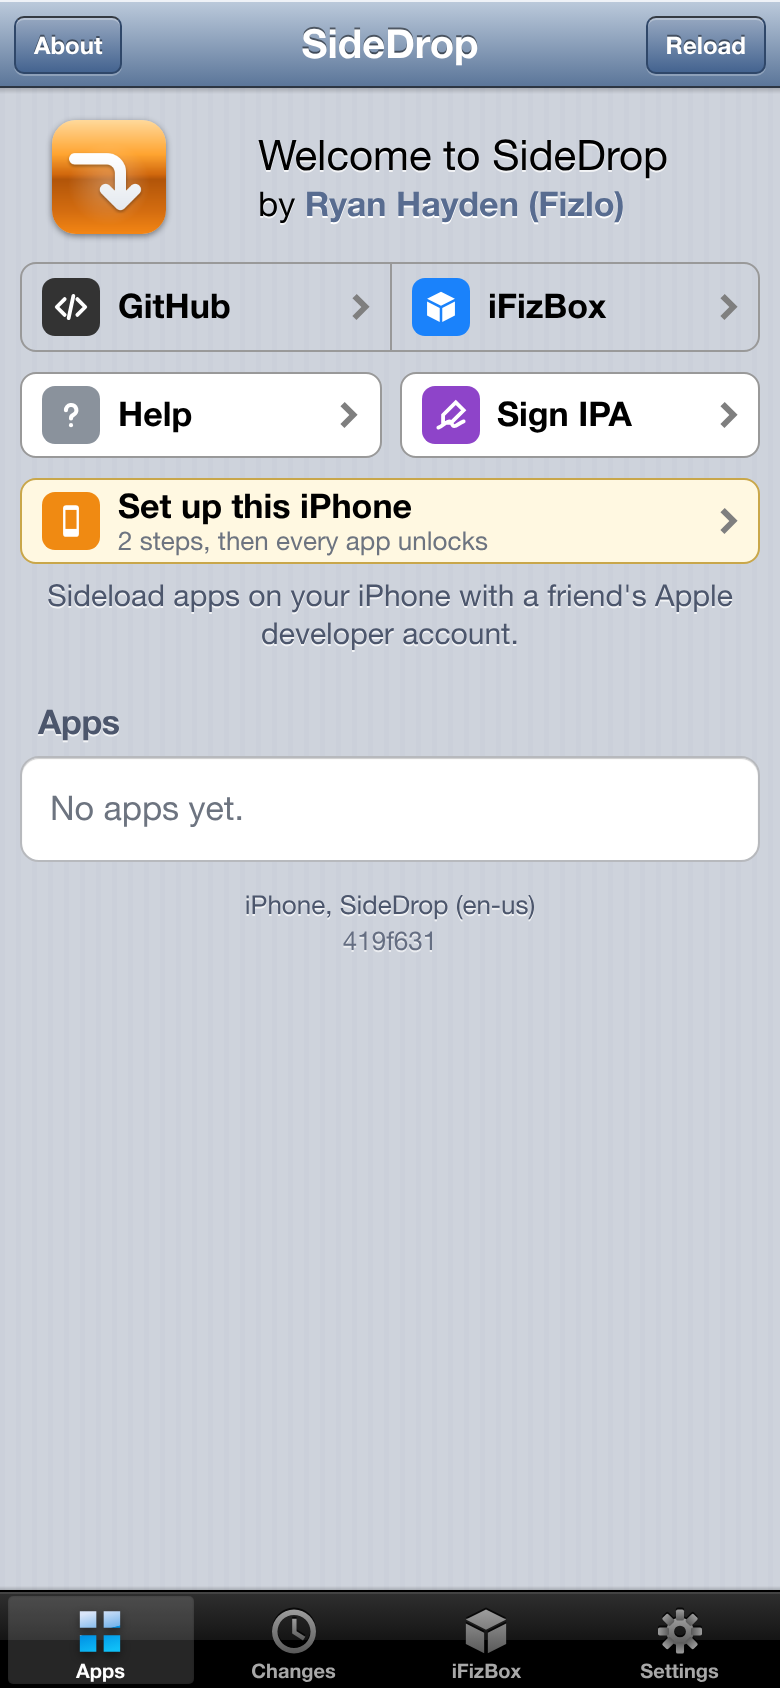 About
SideDrop
Reload
Welcome to SideDrop
by Ryan Hayden (Fizlo)
GitHub
iFizBox
Help
Sign IPA
Set up this iPhone
2 steps, then every app unlocks
Sideload apps on your iPhone with a friend's Apple
developer account.
Apps
No apps yet.
iPhone, SideDrop (en-us)
419f631
Apps
Changes
iFizBox
Settings